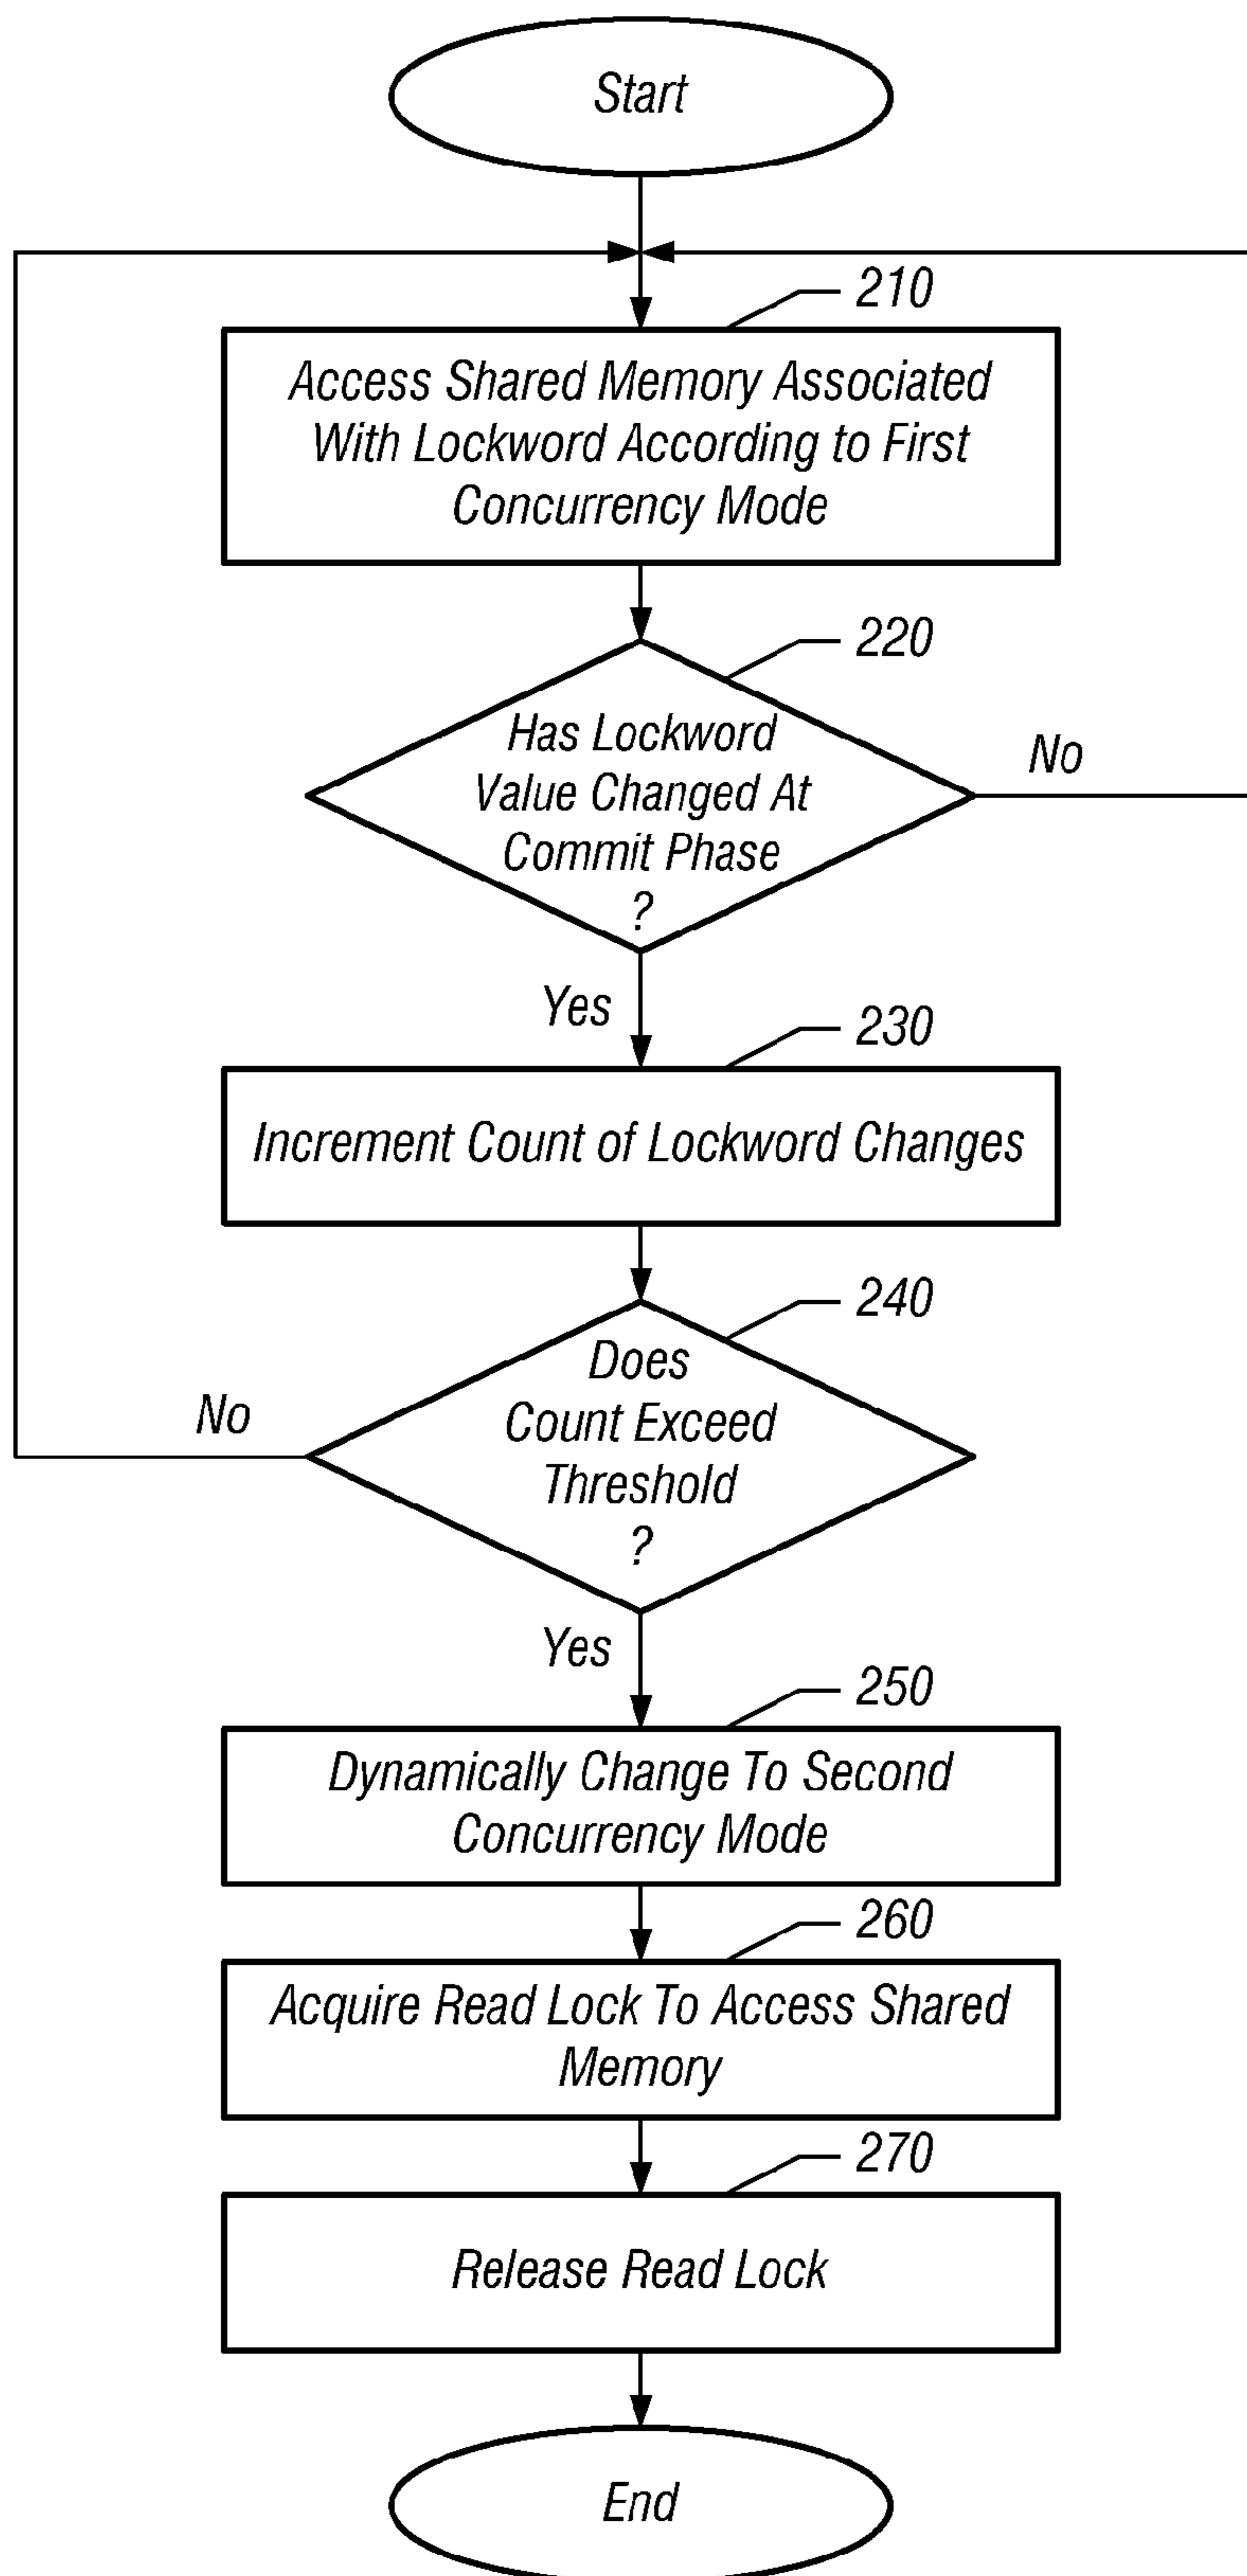 Start
210
Access Shared Memory Associated
With Lockword According to First
Concurrency Mode
220
Has Lockword
Value Changed At
Commit Phase
?
No
Yes
230
Increment Count of Lockword Changes
240
Does
Count Exceed
Threshold
?
No
Yes
250
Dynamically Change To Second
Concurrency Mode
260
Acquire Read Lock To Access Shared
Memory
270
Release Read Lock
End